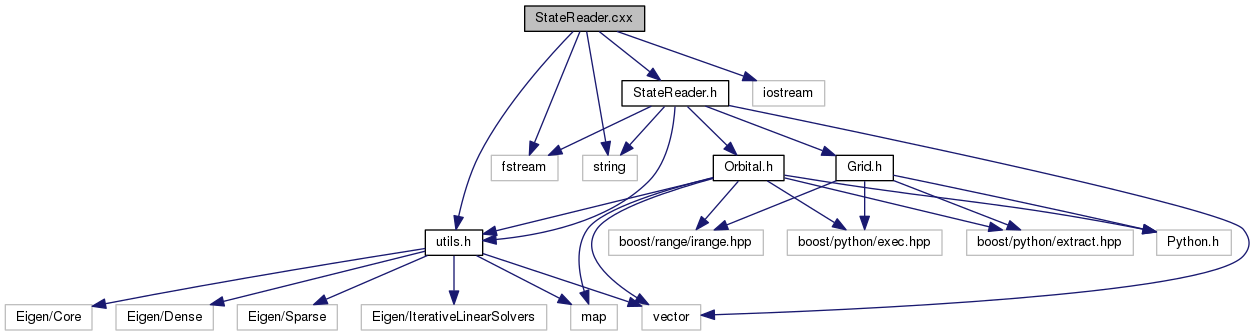 StateReader.cxx
StateReader.h
iostream
fstream
string
Orbital.h
Grid.h
utils.h
boost/range/irange.hpp
boost/python/exec.hpp
boost/python/extract.hpp
Python.h
Eigen/Core
Eigen/Dense
Eigen/Sparse
Eigen/IterativeLinearSolvers
map
vector